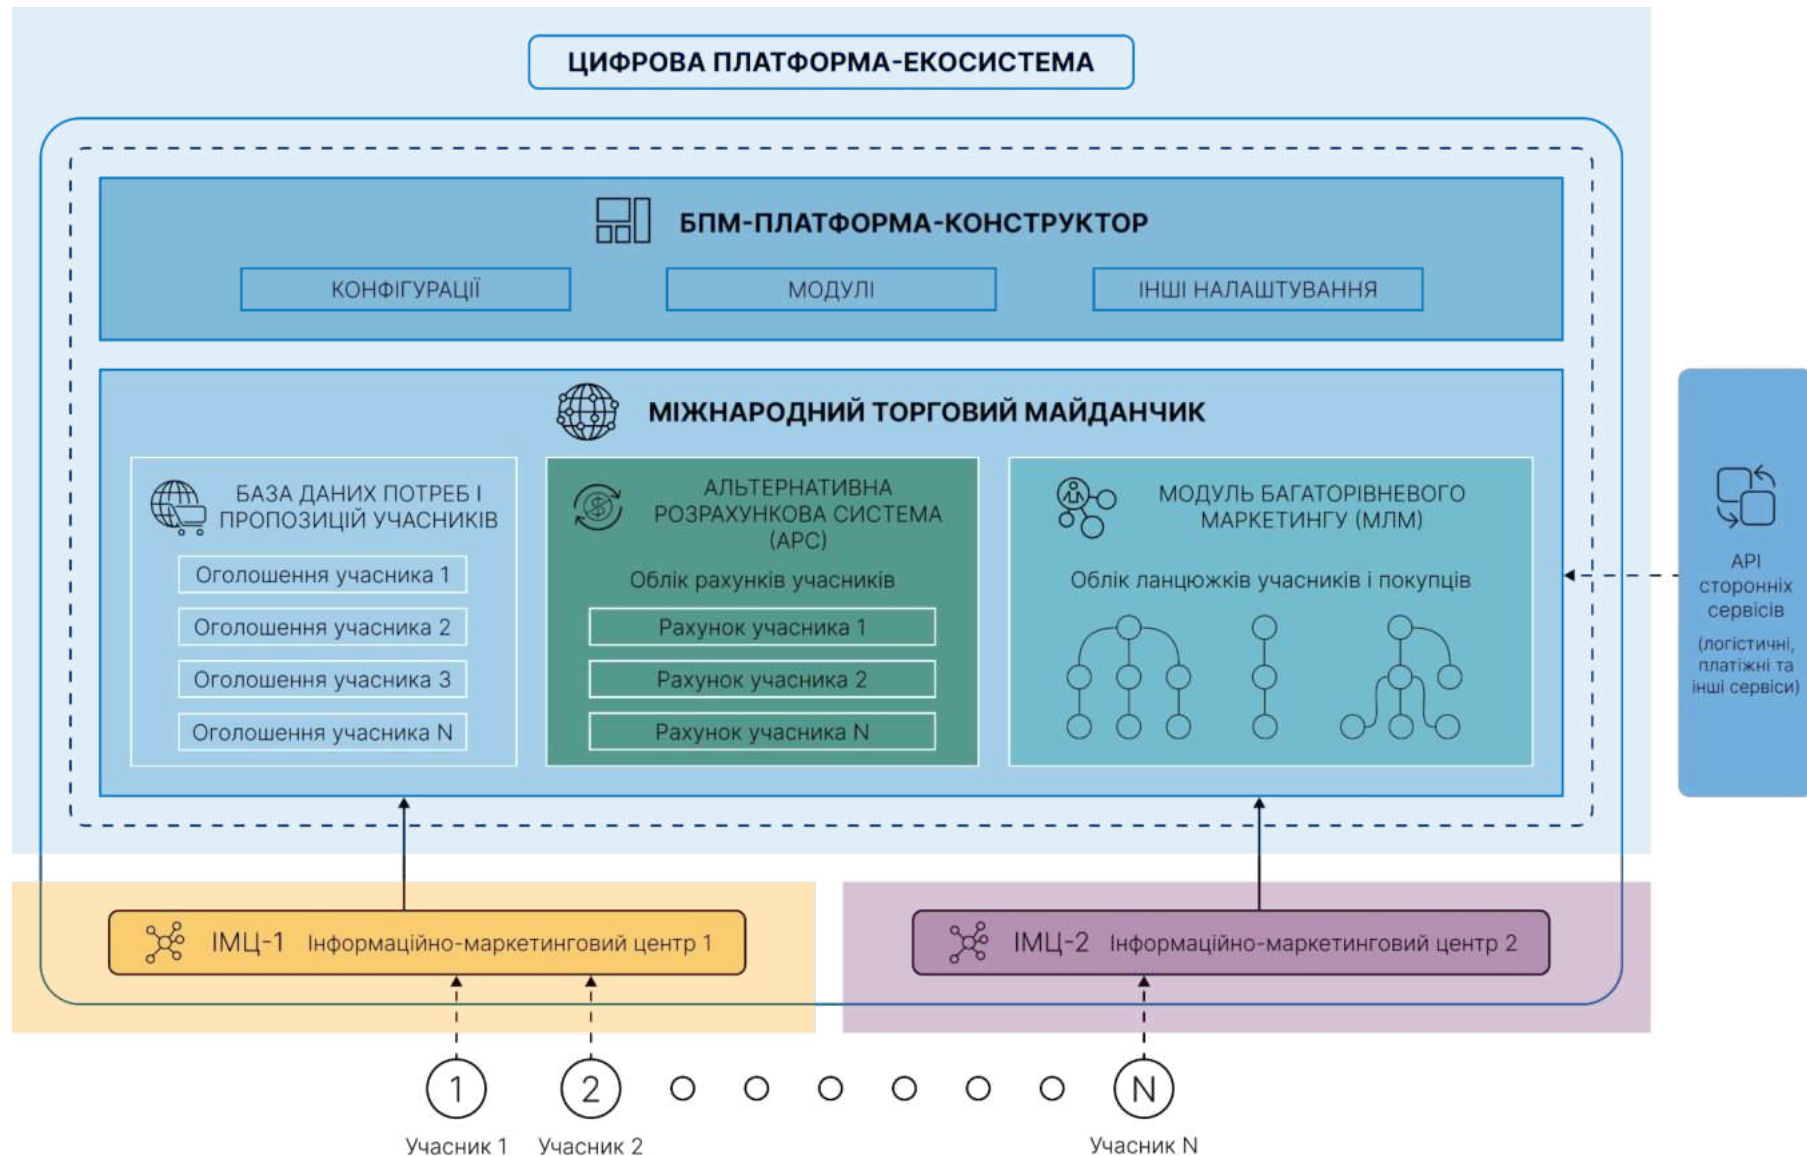 ЦИФРОВА ПЛАТФОРМА-ЕКОСИСТЕМА
БПМ-ПЛАТФОРМА-КОНСТРУКТОР
КОНФІГУРАЦІЇ
МОДУЛІ
ІНШІ НАЛАШТУВАННЯ
МІЖНАРОДНИЙ ТОРГОВИЙ МАЙДАНЧИК
БАЗА ДАНИХ ПОТРЕБ І
ПРОПОЗИЦІЙ УЧАСНИКІВ
Оголошення учасника 1
Оголошення учасника 2
Оголошення учасника 3
Оголошення учасника N
АЛЬТЕРНАТИВНА
РОЗРАХУНКОВА СИСТЕМА
(АРС)
Облік рахунків учасників
Рахунок учасника 1
Рахунок учасника 2
Рахунок учасника N
МОДУЛЬ БАГАТОРІВНЕВОГО
МАРКЕТИНГУ (МЛМ)
Облік ланцюжків учасників і покупців
API
сторонніх
сервісів
(логістичні,
платіжні та
інші сервіси)
ІМЦ-1 Інформаційно-маркетинговий центр 1
ІМЦ-2 Інформаційно-маркетинговий центр 2
1
2
N
Учасник 1
Учасник 2
Учасник N